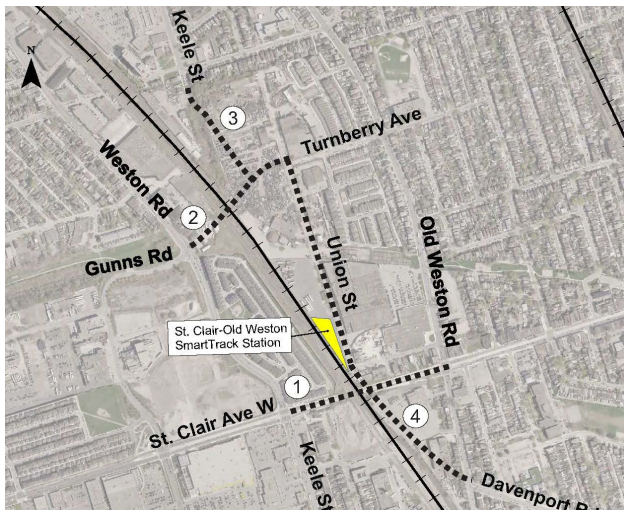 Keele St
N
3
Turnberry Ave
Weston Rd
2
Gunns Rd
Union St
Old Weston Rd
St. Clair-Old Weston
SmartTrack Station
1
St. Clair Ave W
4
Keele St
Davenport